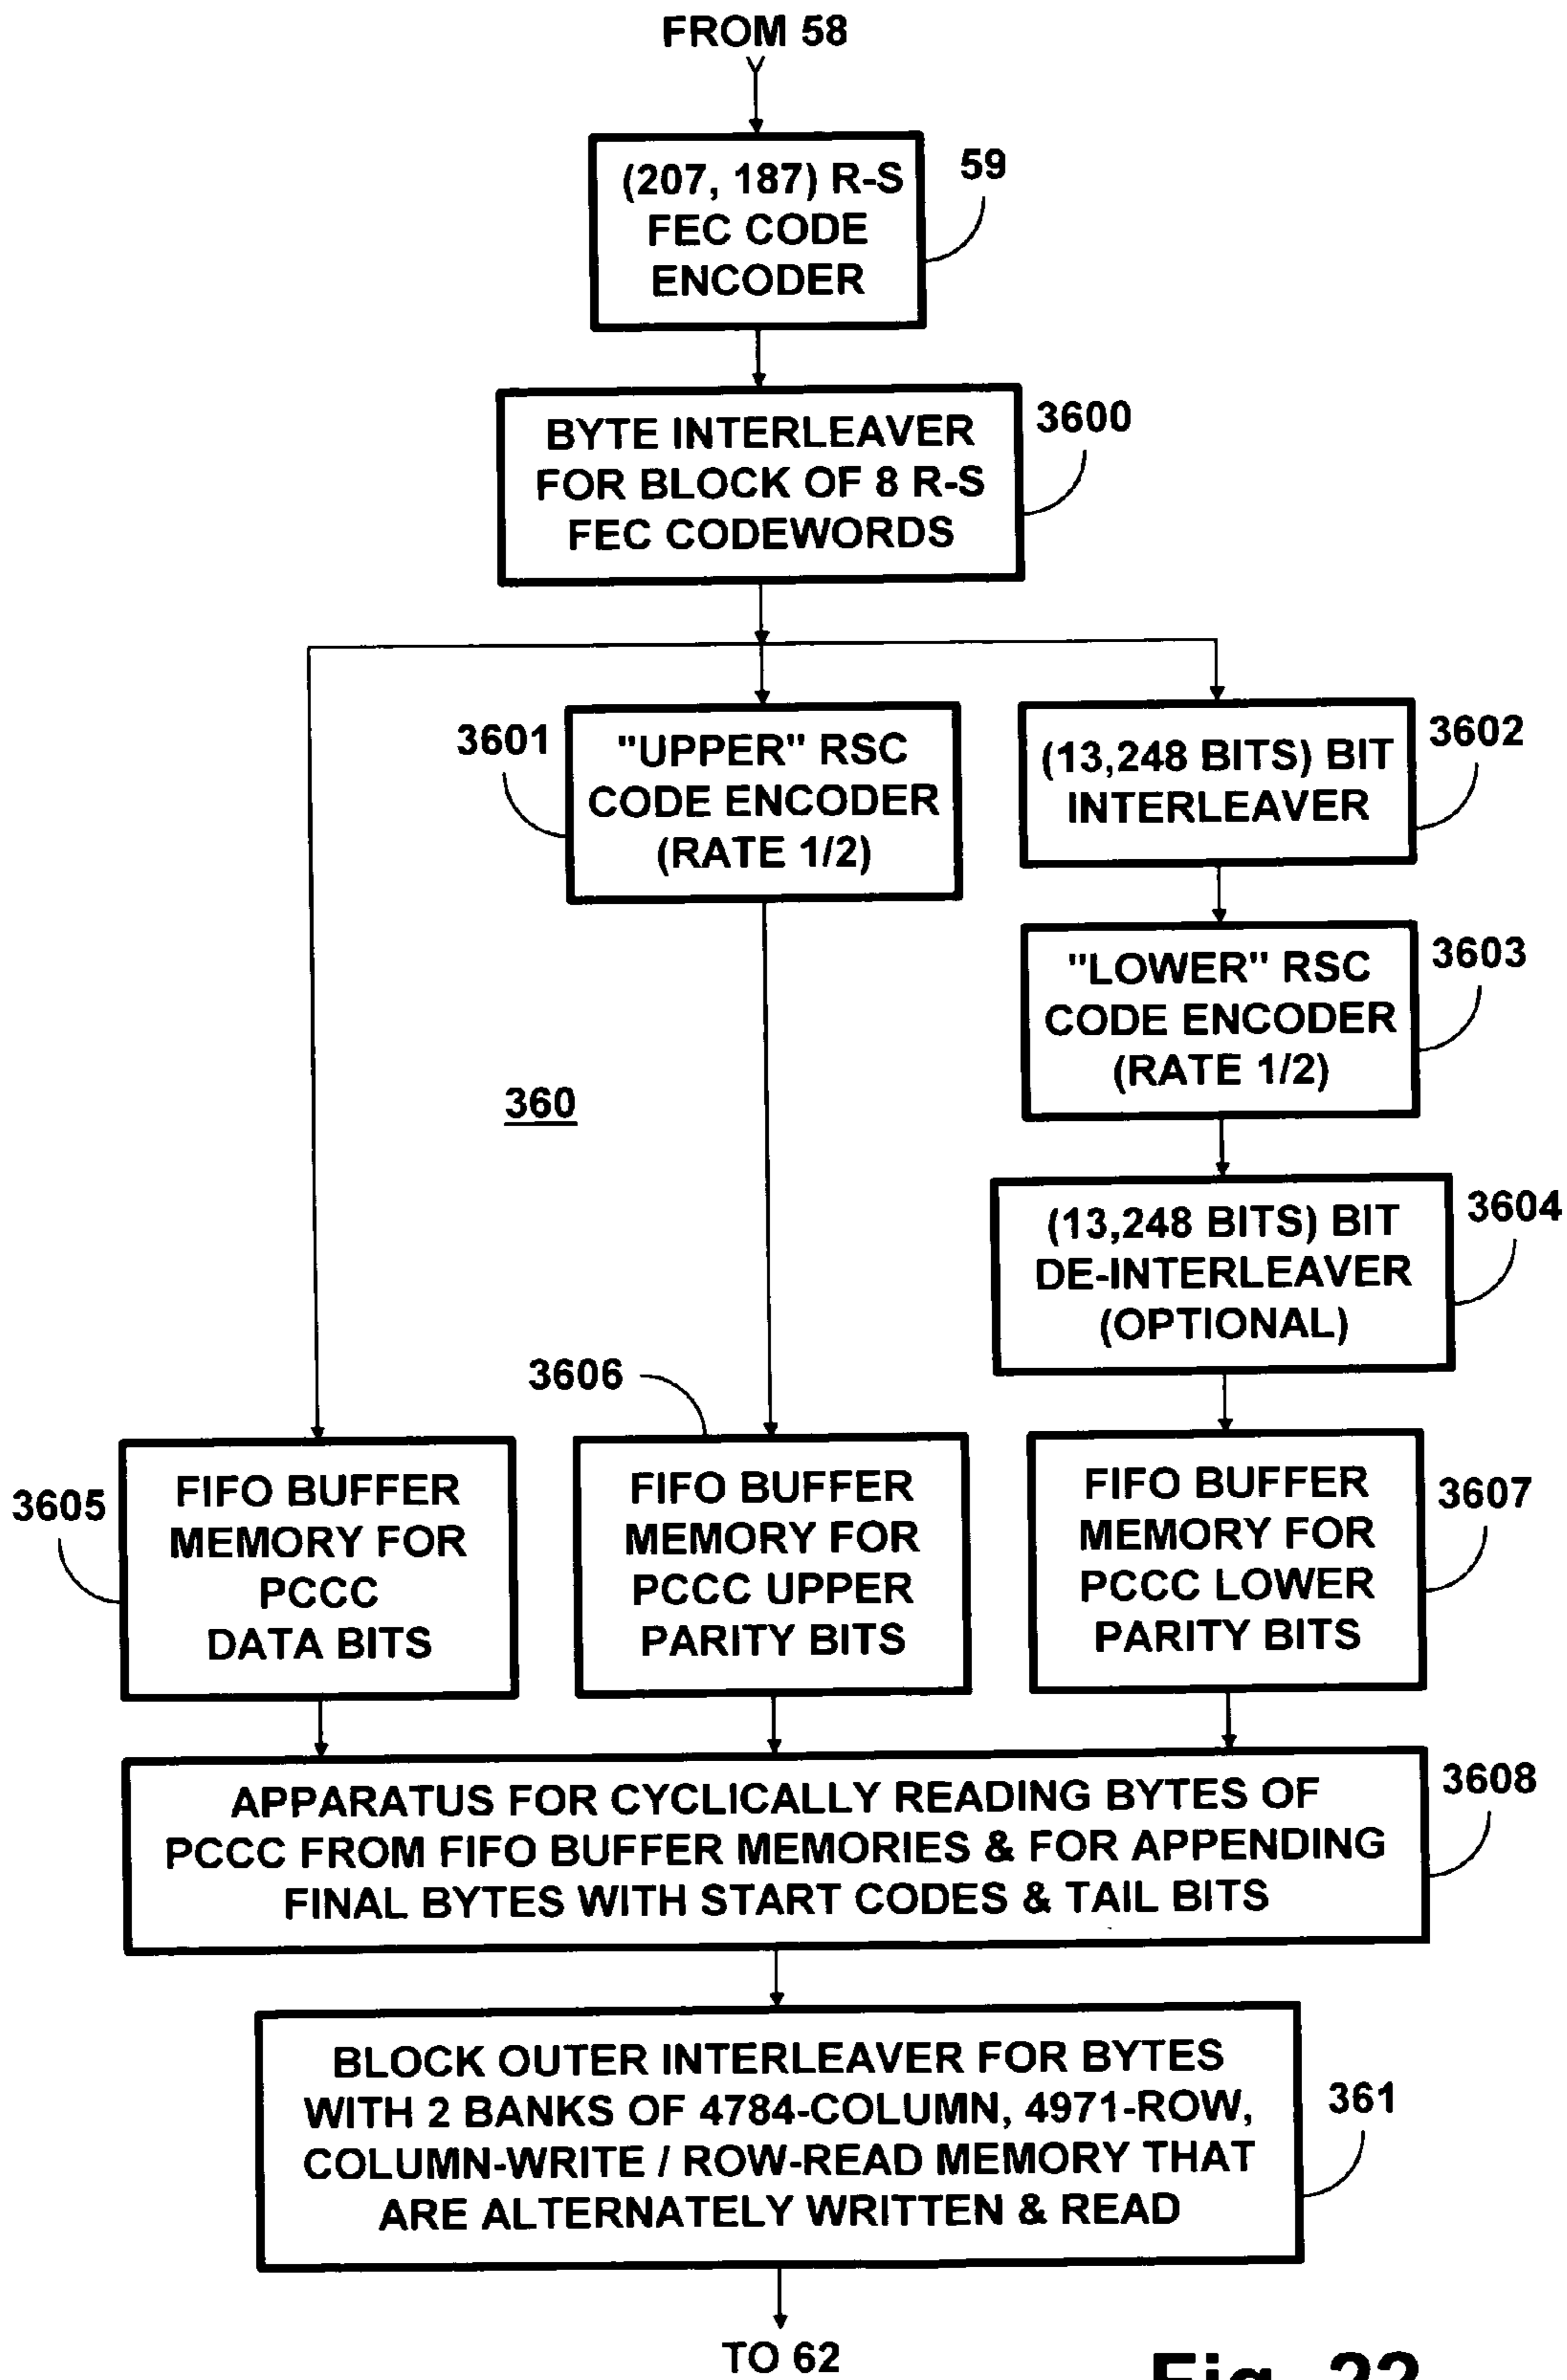 FROM 58
(207, 187) R-S
FEC CODE
ENCODER
59
BYTE INTERLEAVER
FOR BLOCK OF 8 R-S
FEC CODEWORDS
3600
3601
"UPPER" RSC
CODE ENCODER
(RATE 1/2)
(13,248 BITS) BIT
INTERLEAVER
3602
"LOWER" RSC
CODE ENCODER
(RATE 1/2)
3603
360
(13,248 BITS) BIT
DE-INTERLEAVER
(OPTIONAL)
3604
3605
FIFO BUFFER
MEMORY FOR
PCCC
DATA BITS
3606
FIFO BUFFER
MEMORY FOR
PCCC UPPER
PARITY BITS
FIFO BUFFER
MEMORY FOR
PCCC LOWER
PARITY BITS
3607
APPARATUS FOR CYCLICALLY READING BYTES OF
PCCC FROM FIFO BUFFER MEMORIES & FOR APPENDING
FINAL BYTES WITH START CODES & TAIL BITS
3608
BLOCK OUTER INTERLEAVER FOR BYTES
WITH 2 BANKS OF 4784-COLUMN, 4971-ROW,
COLUMN-WRITE / ROW-READ MEMORY THAT
ARE ALTERNATELY WRITTEN & READ
361
TO 62
Fig. 22